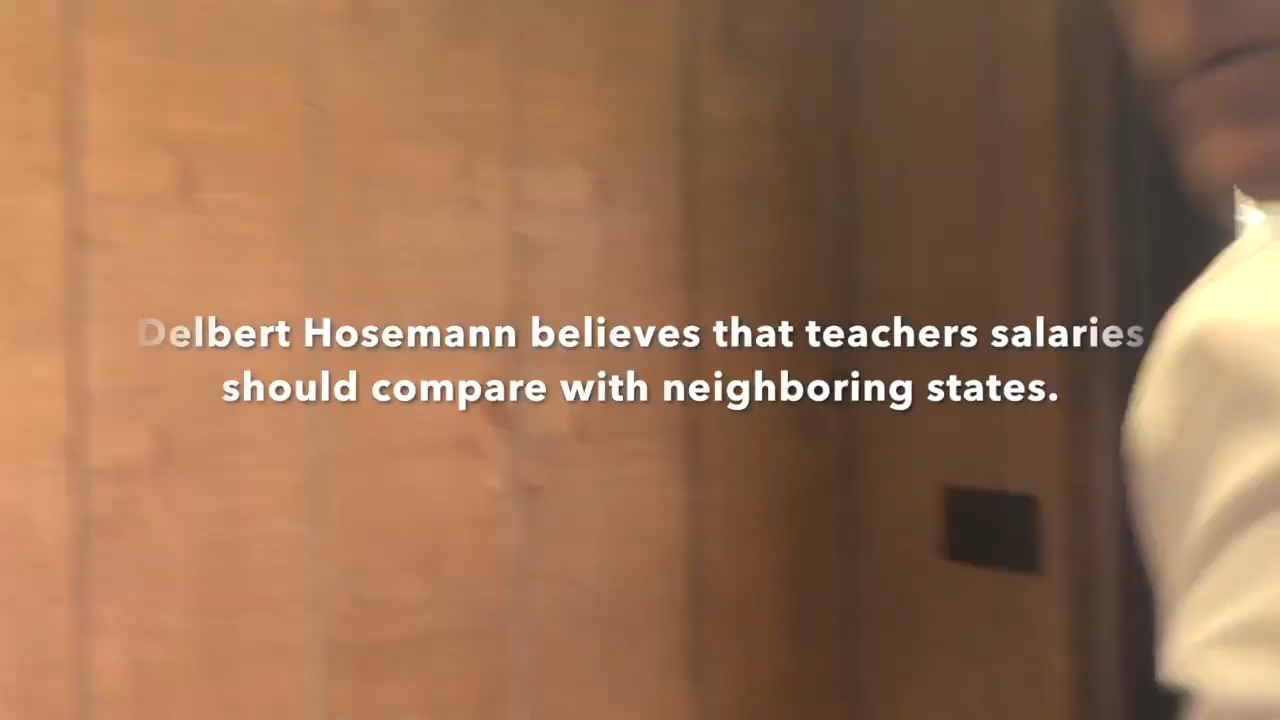 Delbert Hosemann believes that teachers salaries
should compare with neighboring states.